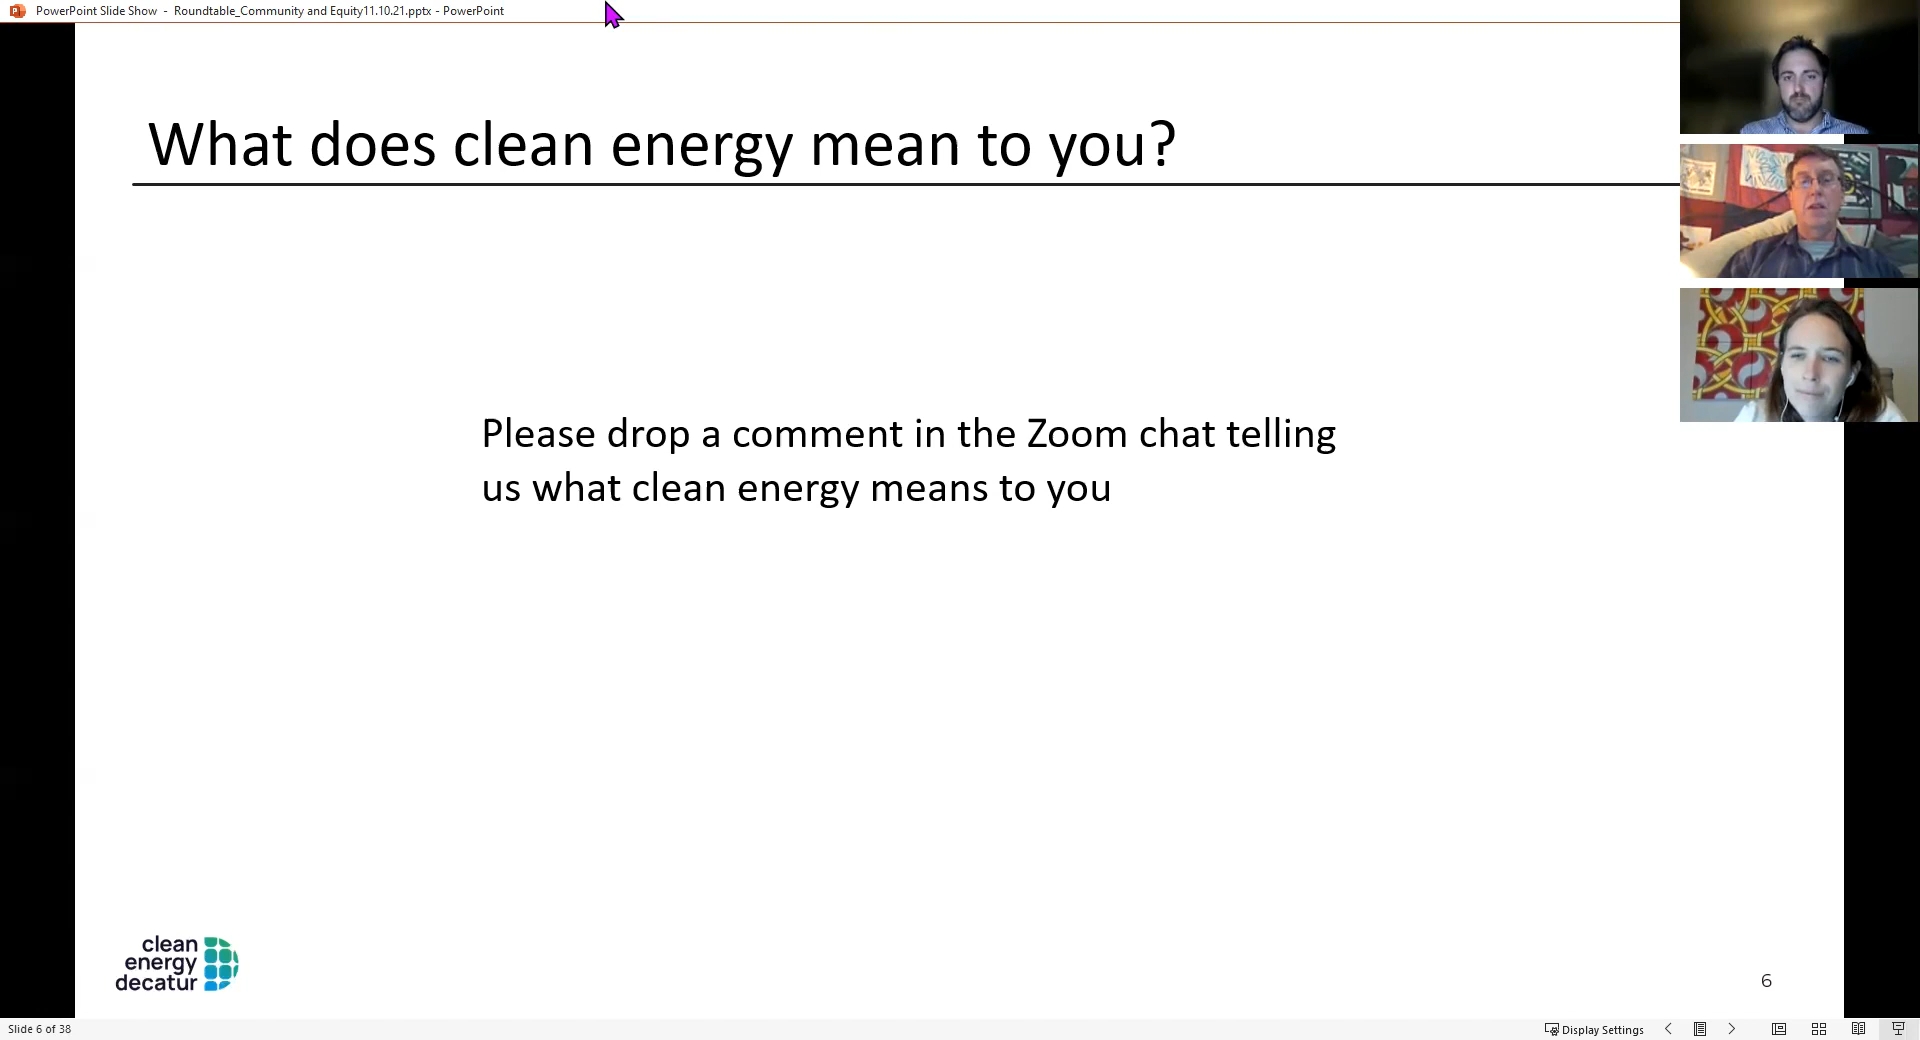 PowerPoint Slide Show - Roundtable_Community and Equity11.10.21.pptx - PowerPoint
What does clean energy mean to you?
Please drop a comment in the Zoom chat telling
us what clean energy means to you
clean
energy
decatur
6
Slide 6 of 38
Display Settings